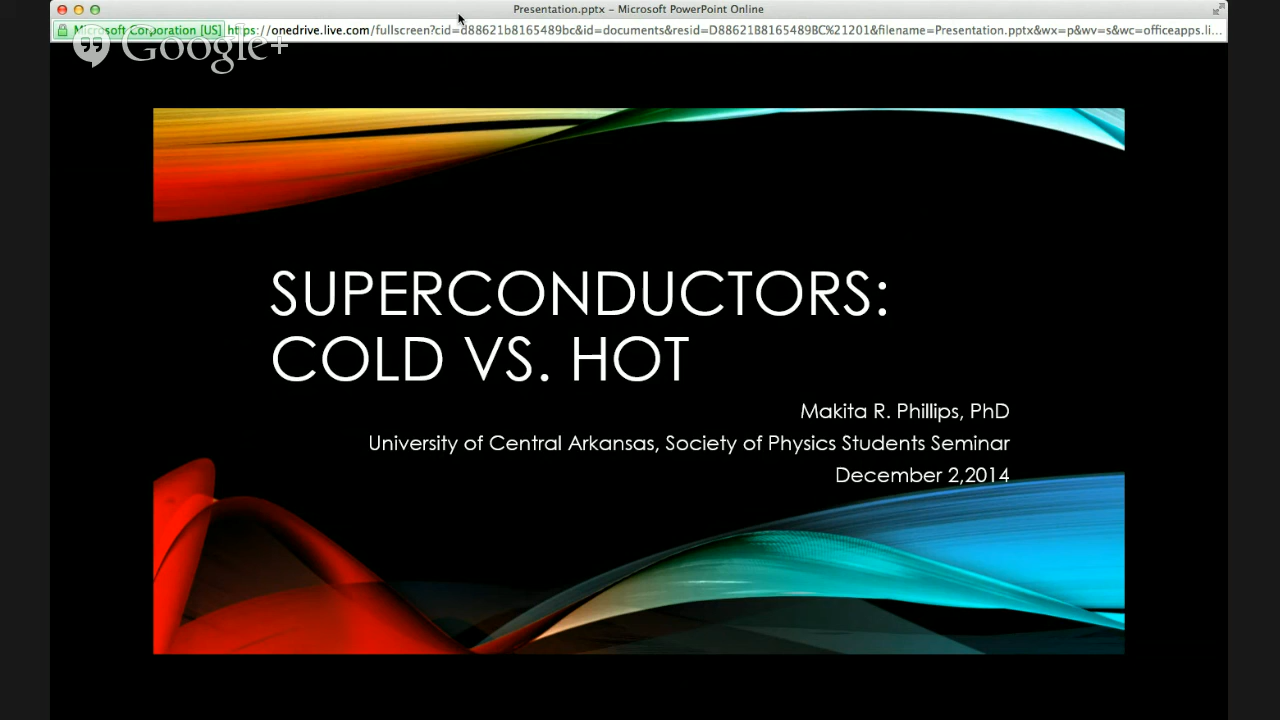 Presentation.pptx – Microsoft PowerPoint Online
Microsoft Corporation [US] https://onedrive.live.com/fullscreen?cid=d88621b8165489bc&id=documents&resid=D88621B8165489BC%21201&filename=Presentation.pptx&wx=p&wv=s&wc=officeapps.li...
Google+
SUPERCONDUCTORS:
COLD VS. HOT
Makita R. Phillips, PhD
University of Central Arkansas, Society of Physics Students Seminar
December 2,2014